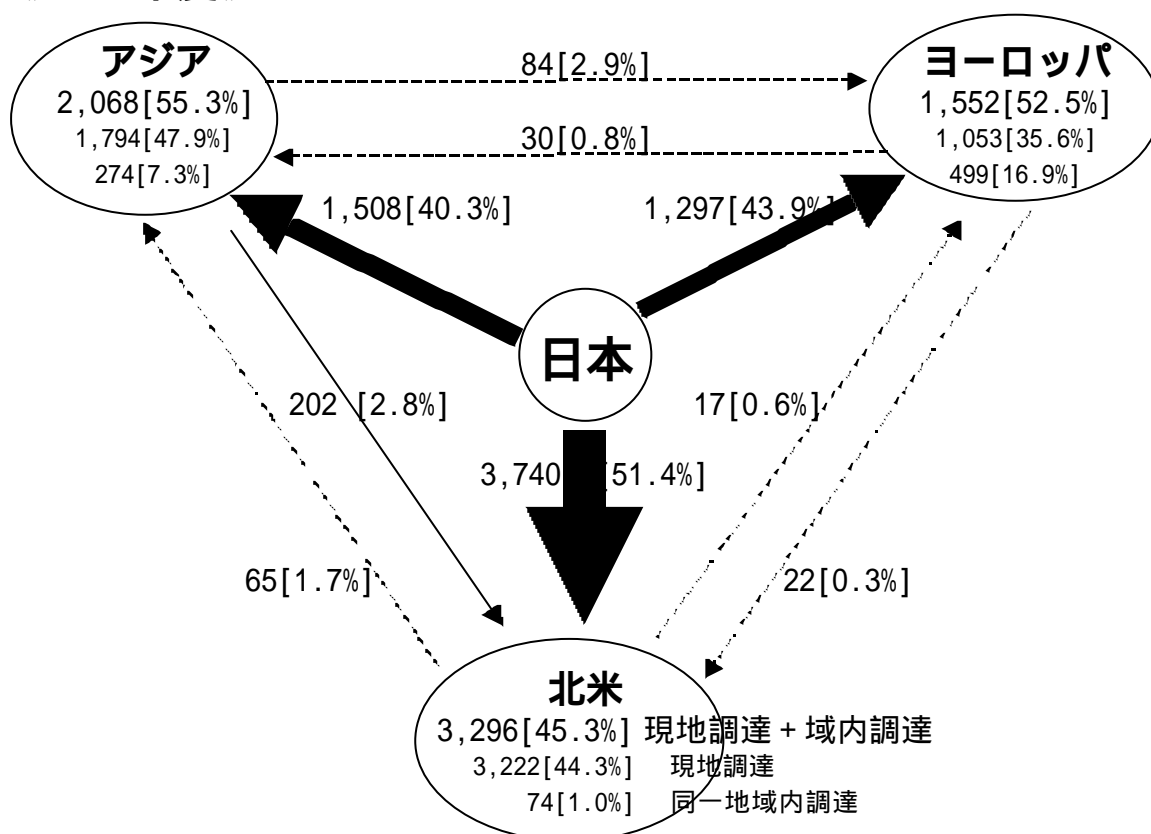 アジア
2,068[55.3%]
1,794[47.9%]
274[7.3%]
84[2.9%]
30[0.8%]
ヨーロッパ
1,552[52.5%]
1,053[35.6%]
499[16.9%]
1,508[40.3%]
1,297[43.9%]
日本
202 [2.8%]
17[0.6%]
3,740 [51.4%]
65[1.7%]
22[0.3%]
北米
3,296[45.3%] 現地調達+域内調達
3,222[44.3%] 現地調達
74[1.0%] 同一地域内調達